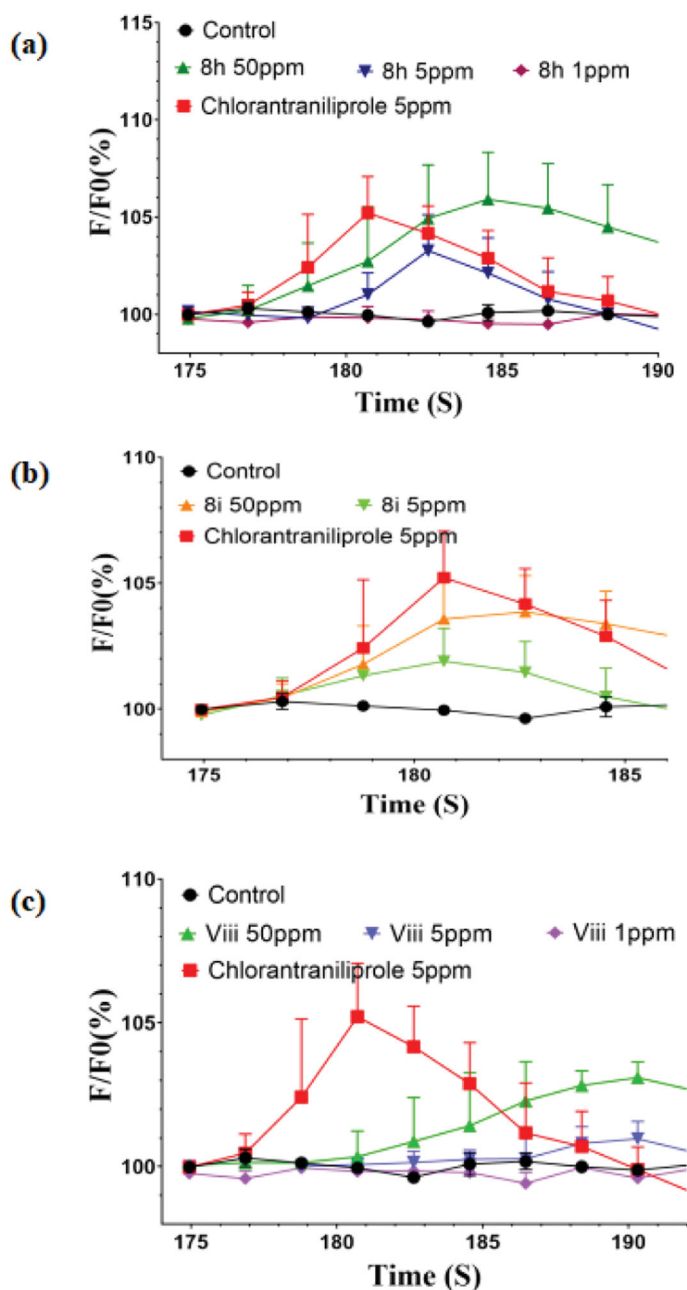 (a)
115
110
105
100
F/F0(%)
Control
8h 50ppm 8h 5ppm 8h 1ppm
Chlorantraniliprole 5ppm
175 180 185 190
Time (S)
(b)
110
105
100
F/F0(%)
Control
8i 50ppm 8i 5ppm
Chlorantraniliprole 5ppm
175 180 185
Time (S)
(c)
110
105
100
F/F0(%)
Control
Viii 50ppm Viii 5ppm Viii 1ppm
Chlorantraniliprole 5ppm
175 180 185 190
Time (S)